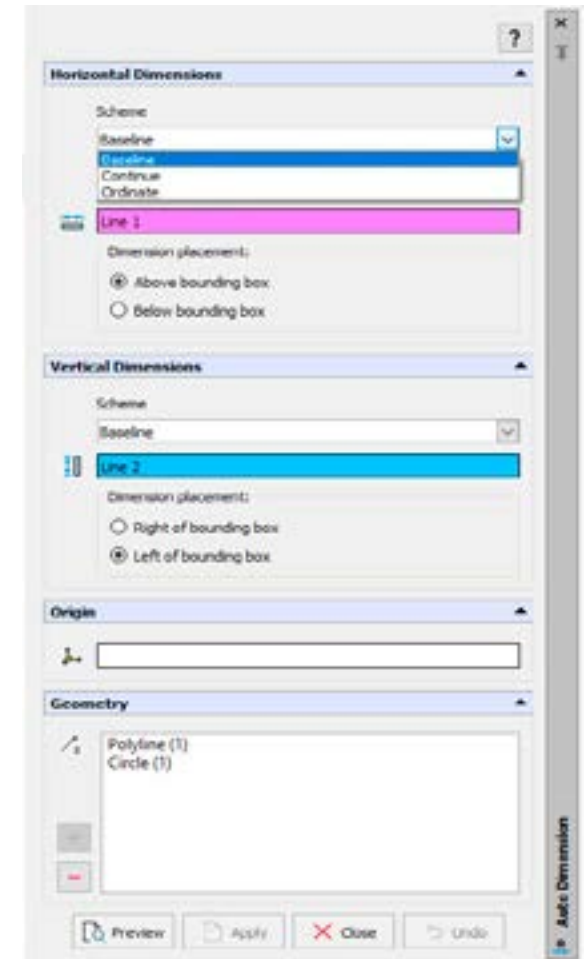 ?
Horizontal Dimensions
Scheme
Baseline
Baseline
Continue
Ordinate
Line 1
Dimension placement:
Above bounding box
Below bounding box
Vertical Dimensions
Scheme
Baseline
Line 2
Dimension placement:
Right of bounding box
Left of bounding box
Origin
Geometry
Polyline (1)
Circle (1)
Preview Apply Close Undo
Auto Dimension